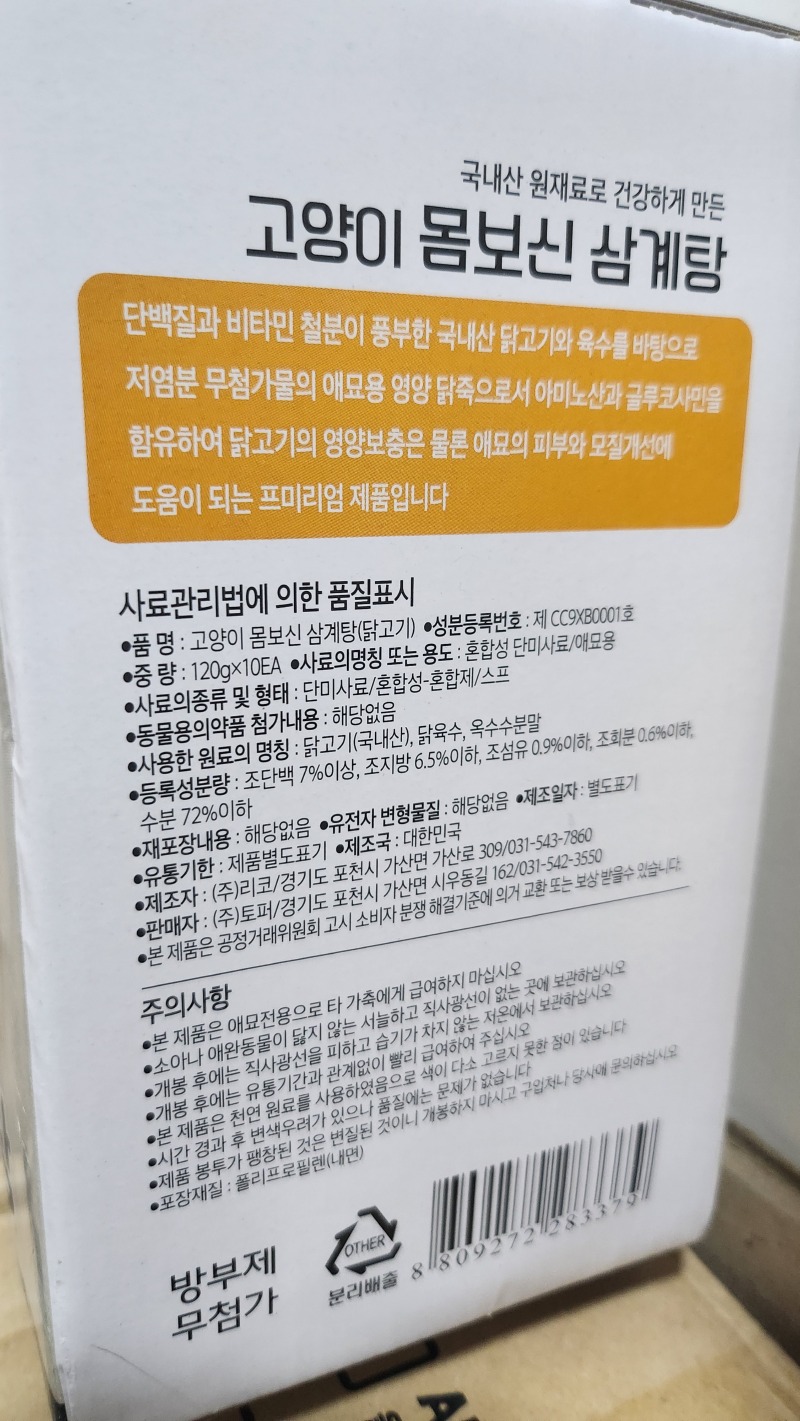 국내산 원재료로 건강하게 만든
고양이 몸보신 삼계탕
단백질과 비타민 철분이 풍부한 국내산 닭고기와 육수를 바탕으로
저염분 무첨가물의 애묘용 영양 닭죽으로서 아미노산과 글루코사민을
함유하여 닭고기의 영양보충은 물론 애묘의 피부와 모질개선에
도움이 되는 프미리엄 제품입니다
사료관리법에 의한 품질표시
•품 명 : 고양이 몸보신 삼계탕(닭고기) •성분등록번호 : 제 CC9XB0001호
•중 량 : 120g×10EA •사료의명칭 또는 용도 : 혼합성 단미사료/애묘용
•사료의종류 및 형태 : 단미사료/혼합성-혼합제/스프
•동물용의약품 첨가내용 : 해당없음
•사용한 원료의 명칭 : 닭고기(국내산), 닭육수, 옥수수분말
•등록성분량 : 조단백 7%이상, 조지방 6.5%이하, 조섬유 0.9%이하, 조회분 0.6%이하,
수분 72%이하
•재포장내용 : 해당없음 •유전자 변형물질 : 해당없음 •제조일자 : 별도표기
•유통기한 : 제품별도표기 •제조국 : 대한민국
•제조자 : (주)리코/경기도 포천시 가산면 가산로 309/031-543-7860
•판매자 : (주)토퍼/경기도 포천시 가산면 시우동길 162/031-542-3550
•본 제품은 공정거래위원회 고시 소비자 분쟁 해결기준에 의거 교환 또는 보상 받을수 있습니다.
주의사항
•본 제품은 애묘전용으로 타 가축에게 급여하지 마십시오
•소아나 애완동물이 닿지 않는 서늘하고 직사광선이 없는 곳에 보관하십시오
•개봉 후에는 직사광선을 피하고 습기가 차지 않는 저온에서 보관하십시오
•개봉 후에는 유통기간과 관계없이 빨리 급여하여 주십시오
•본 제품은 천연 원료를 사용하였음으로 색이 다소 고르지 못한 점이 있습니다
•시간 경과 후 변색우려가 있으나 품질에는 문제가 없습니다
•제품 봉투가 팽창된 것은 변질된 것이니 개봉하지 마시고 구입처나 당사에 문의하십시오
•포장재질 : 폴리프로필렌(내면)
방부제
무첨가
OTHER
분리배출
8 809272 283379